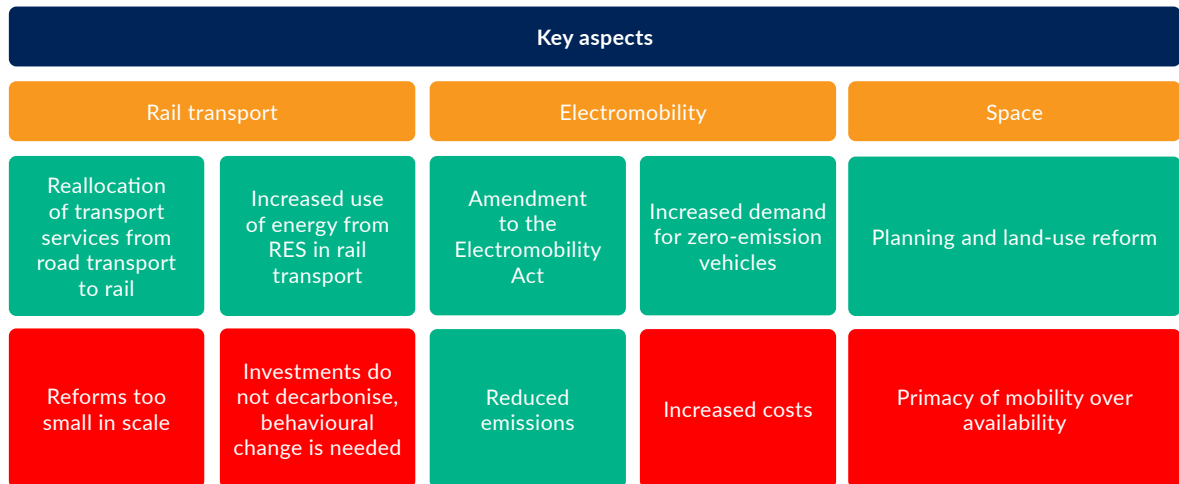 Key aspects
Rail transport
Electromobility
Space
Reallocation
of transport
services from
road transport
to rail
Increased use
of energy from
RES in rail
transport
Amendment
to the
Electromobility
Act
Increased demand
for zero-emission
vehicles
Planning and land-use reform
Reforms too
small in scale
Investments do
not decarbonise,
behavioural
change is needed
Reduced
emissions
Increased costs
Primacy of mobility over
availability